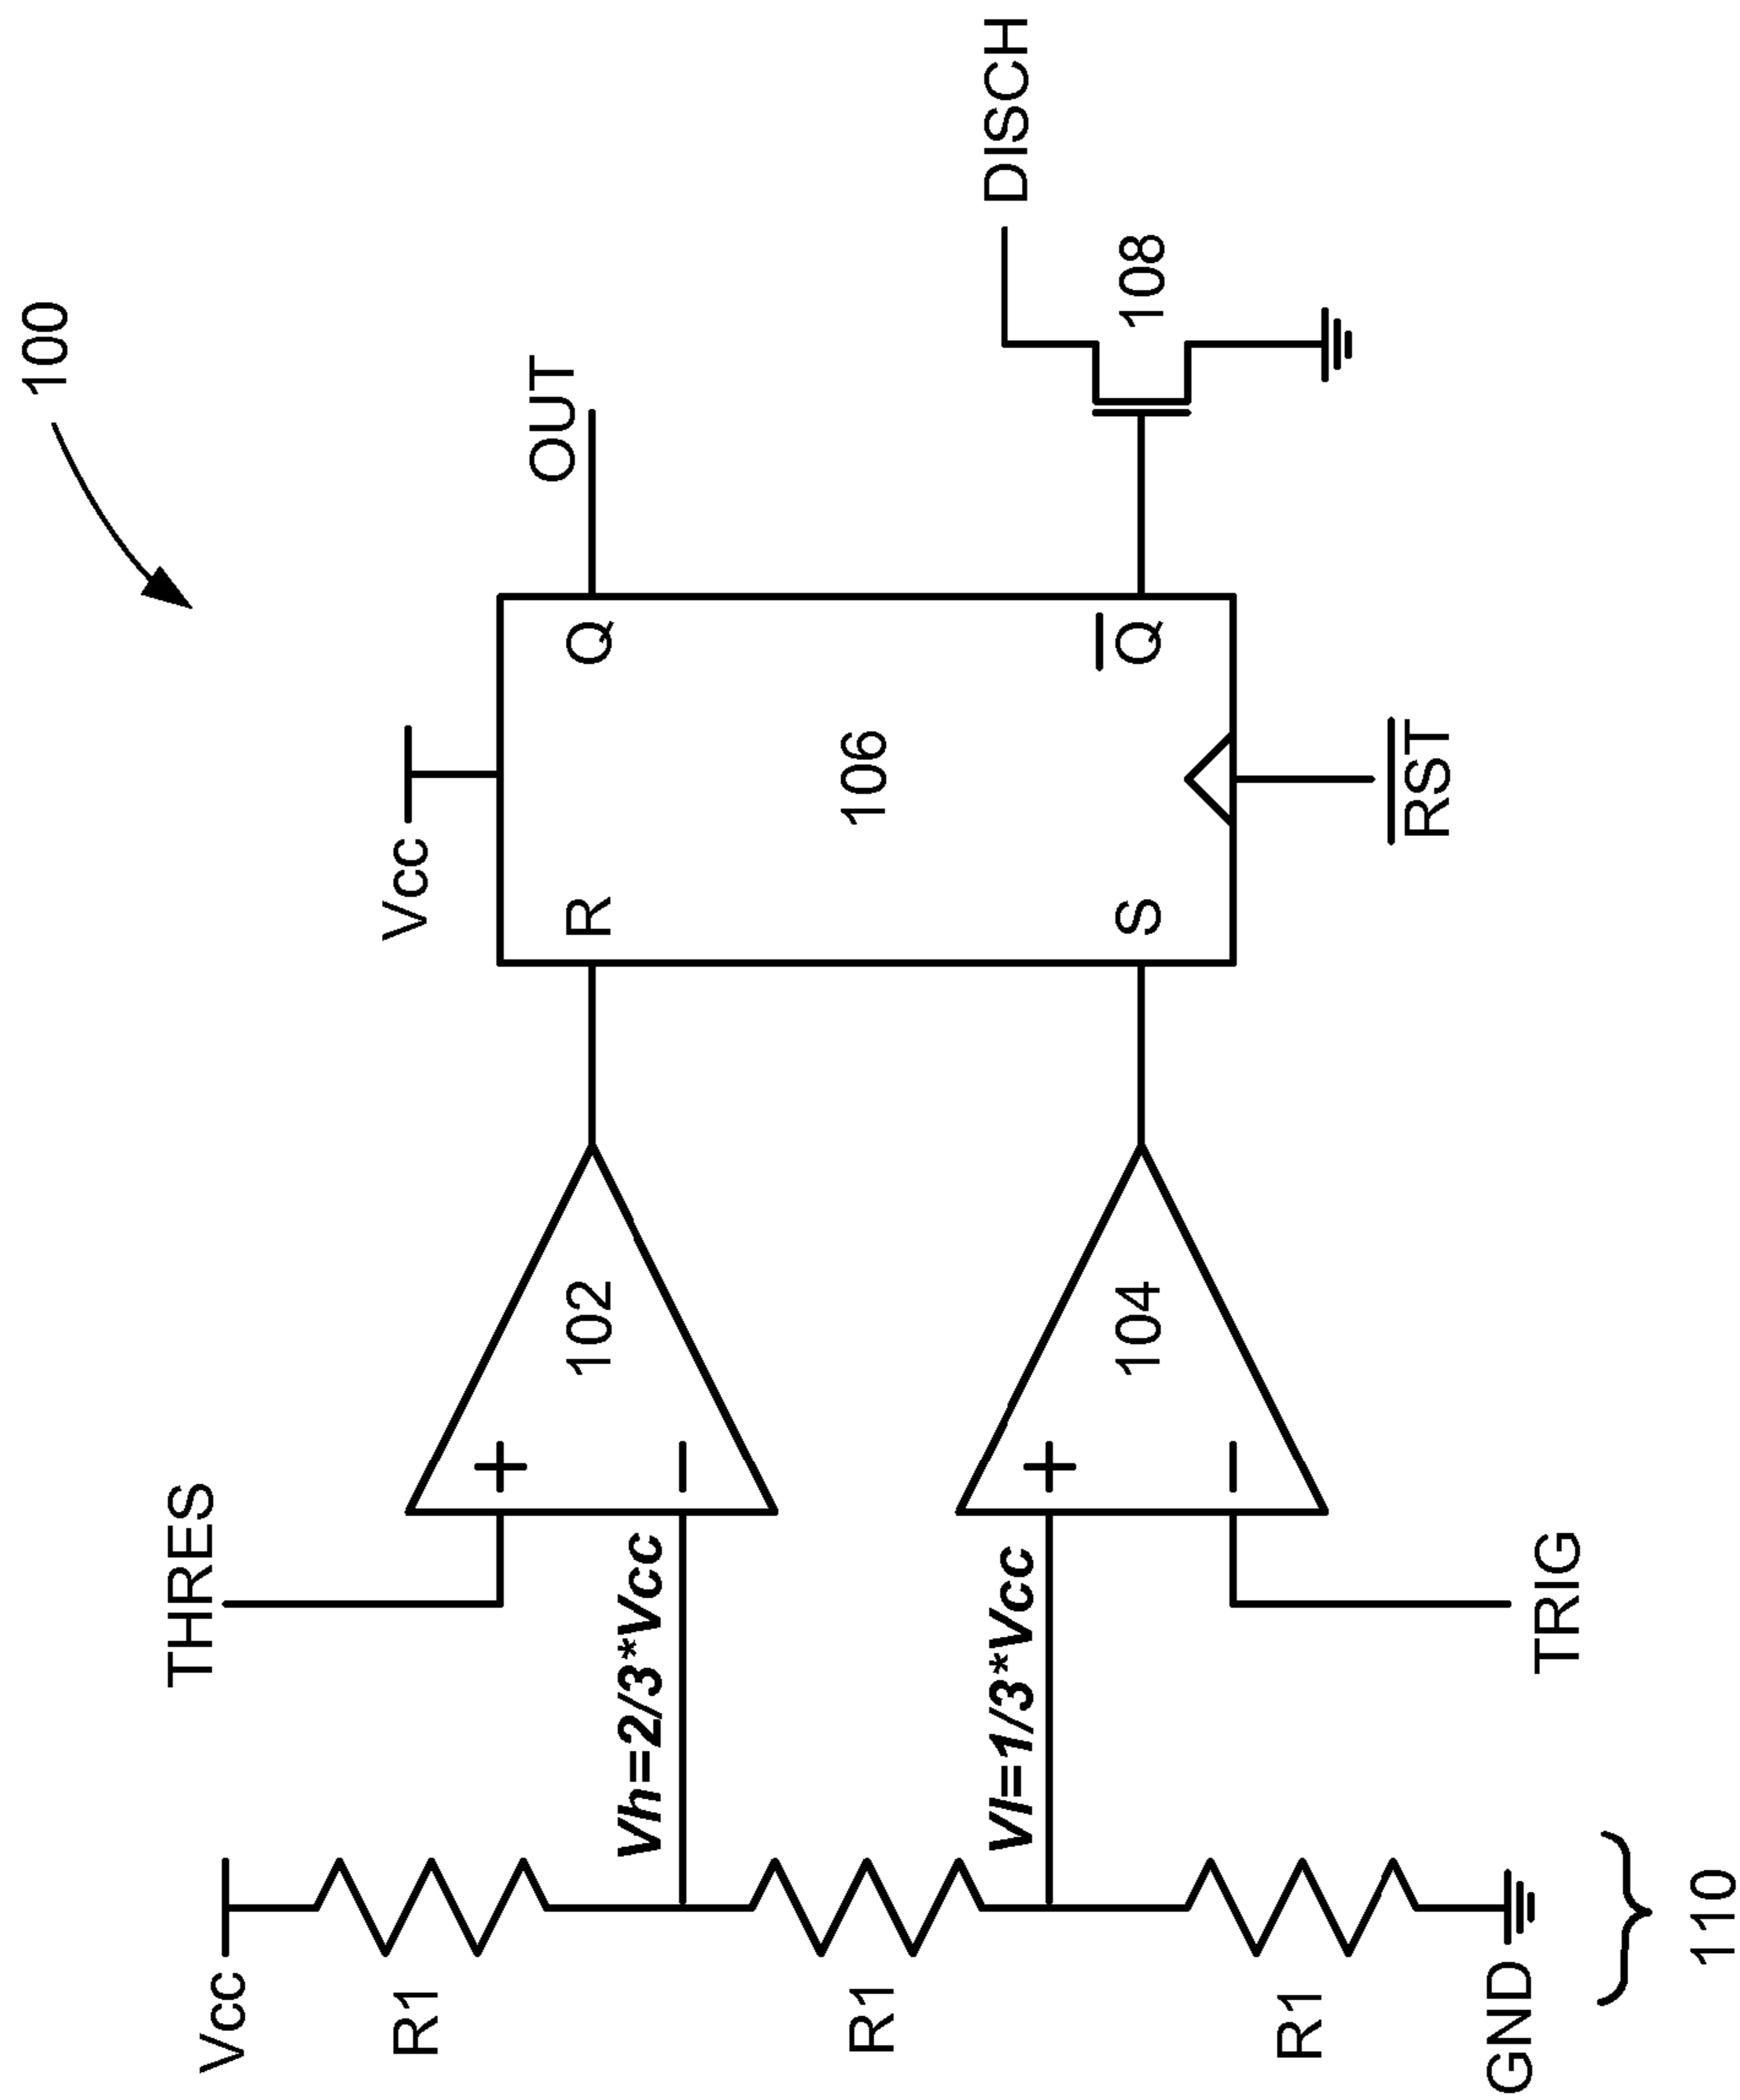 100
Vcc
THRES
OUT
DISCH
R1
Vh=2/3*Vcc
+
−
102
R
Q
Vcc
R1
106
Vl=1/3*Vcc
+
−
104
S
Q̅
108
R1
GND
TRIG
R̅S̅T̅
110